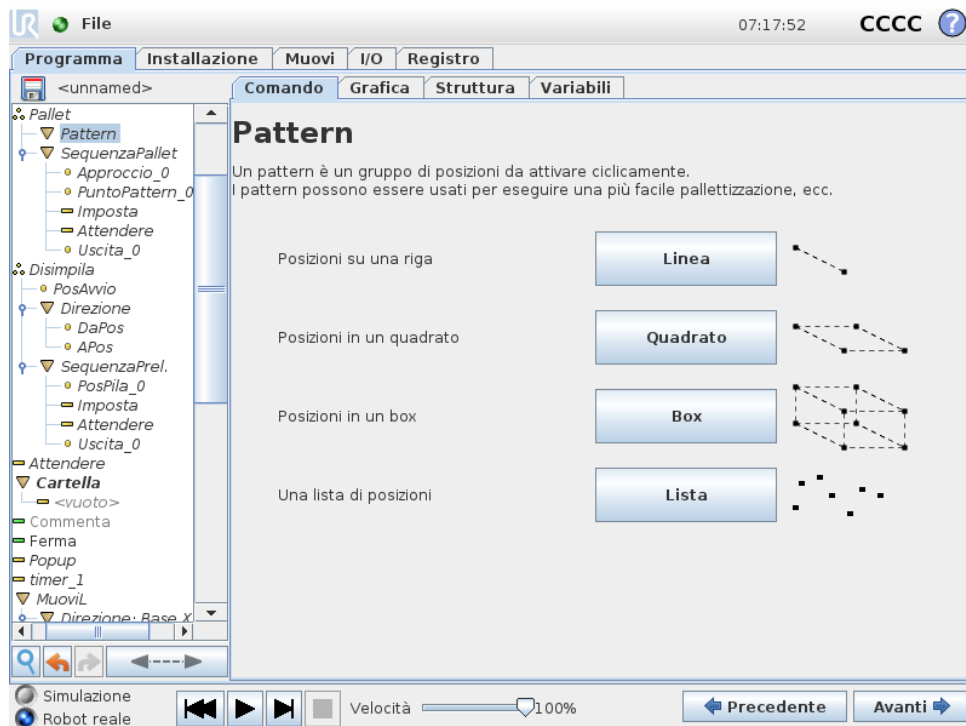 UR File 07:17:52 CCCC ?
Programma Installazione Muovi I/O Registro
<unnamed>
Comando Grafica Struttura Variabili
Pallet
Pattern
SequenzaPallet
Approccio_0
PuntoPattern_0
Imposta
Attendere
Uscita_0
Disimpila
PosAvvio
Direzione
DaPos
APos
SequenzaPrel.
PosPila_0
Imposta
Attendere
Uscita_0
Attendere
Cartella
<vuoto>
Commenta
Ferma
Popup
timer_1
MuoviL
Direzione: Base X
Pattern
Un pattern è un gruppo di posizioni da attivare ciclicamente.
I pattern possono essere usati per eseguire una più facile pallettizzazione, ecc.
Posizioni su una riga Linea
Posizioni in un quadrato Quadrato
Posizioni in un box Box
Una lista di posizioni Lista
Simulazione
Robot reale
Velocità 100%
Precedente Avanti